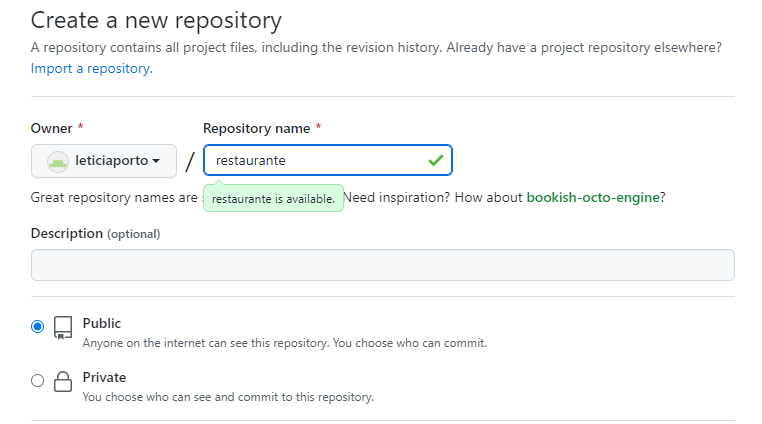 Create a new repository
A repository contains all project files, including the revision history. Already have a project repository elsewhere?
Import a repository.
Owner *
Repository name *
leticiaporto
/
restaurante
Great repository names are
restaurante is available.
Need inspiration? How about bookish-octo-engine?
Description (optional)
Public
Anyone on the internet can see this repository. You choose who can commit.
Private
You choose who can see and commit to this repository.